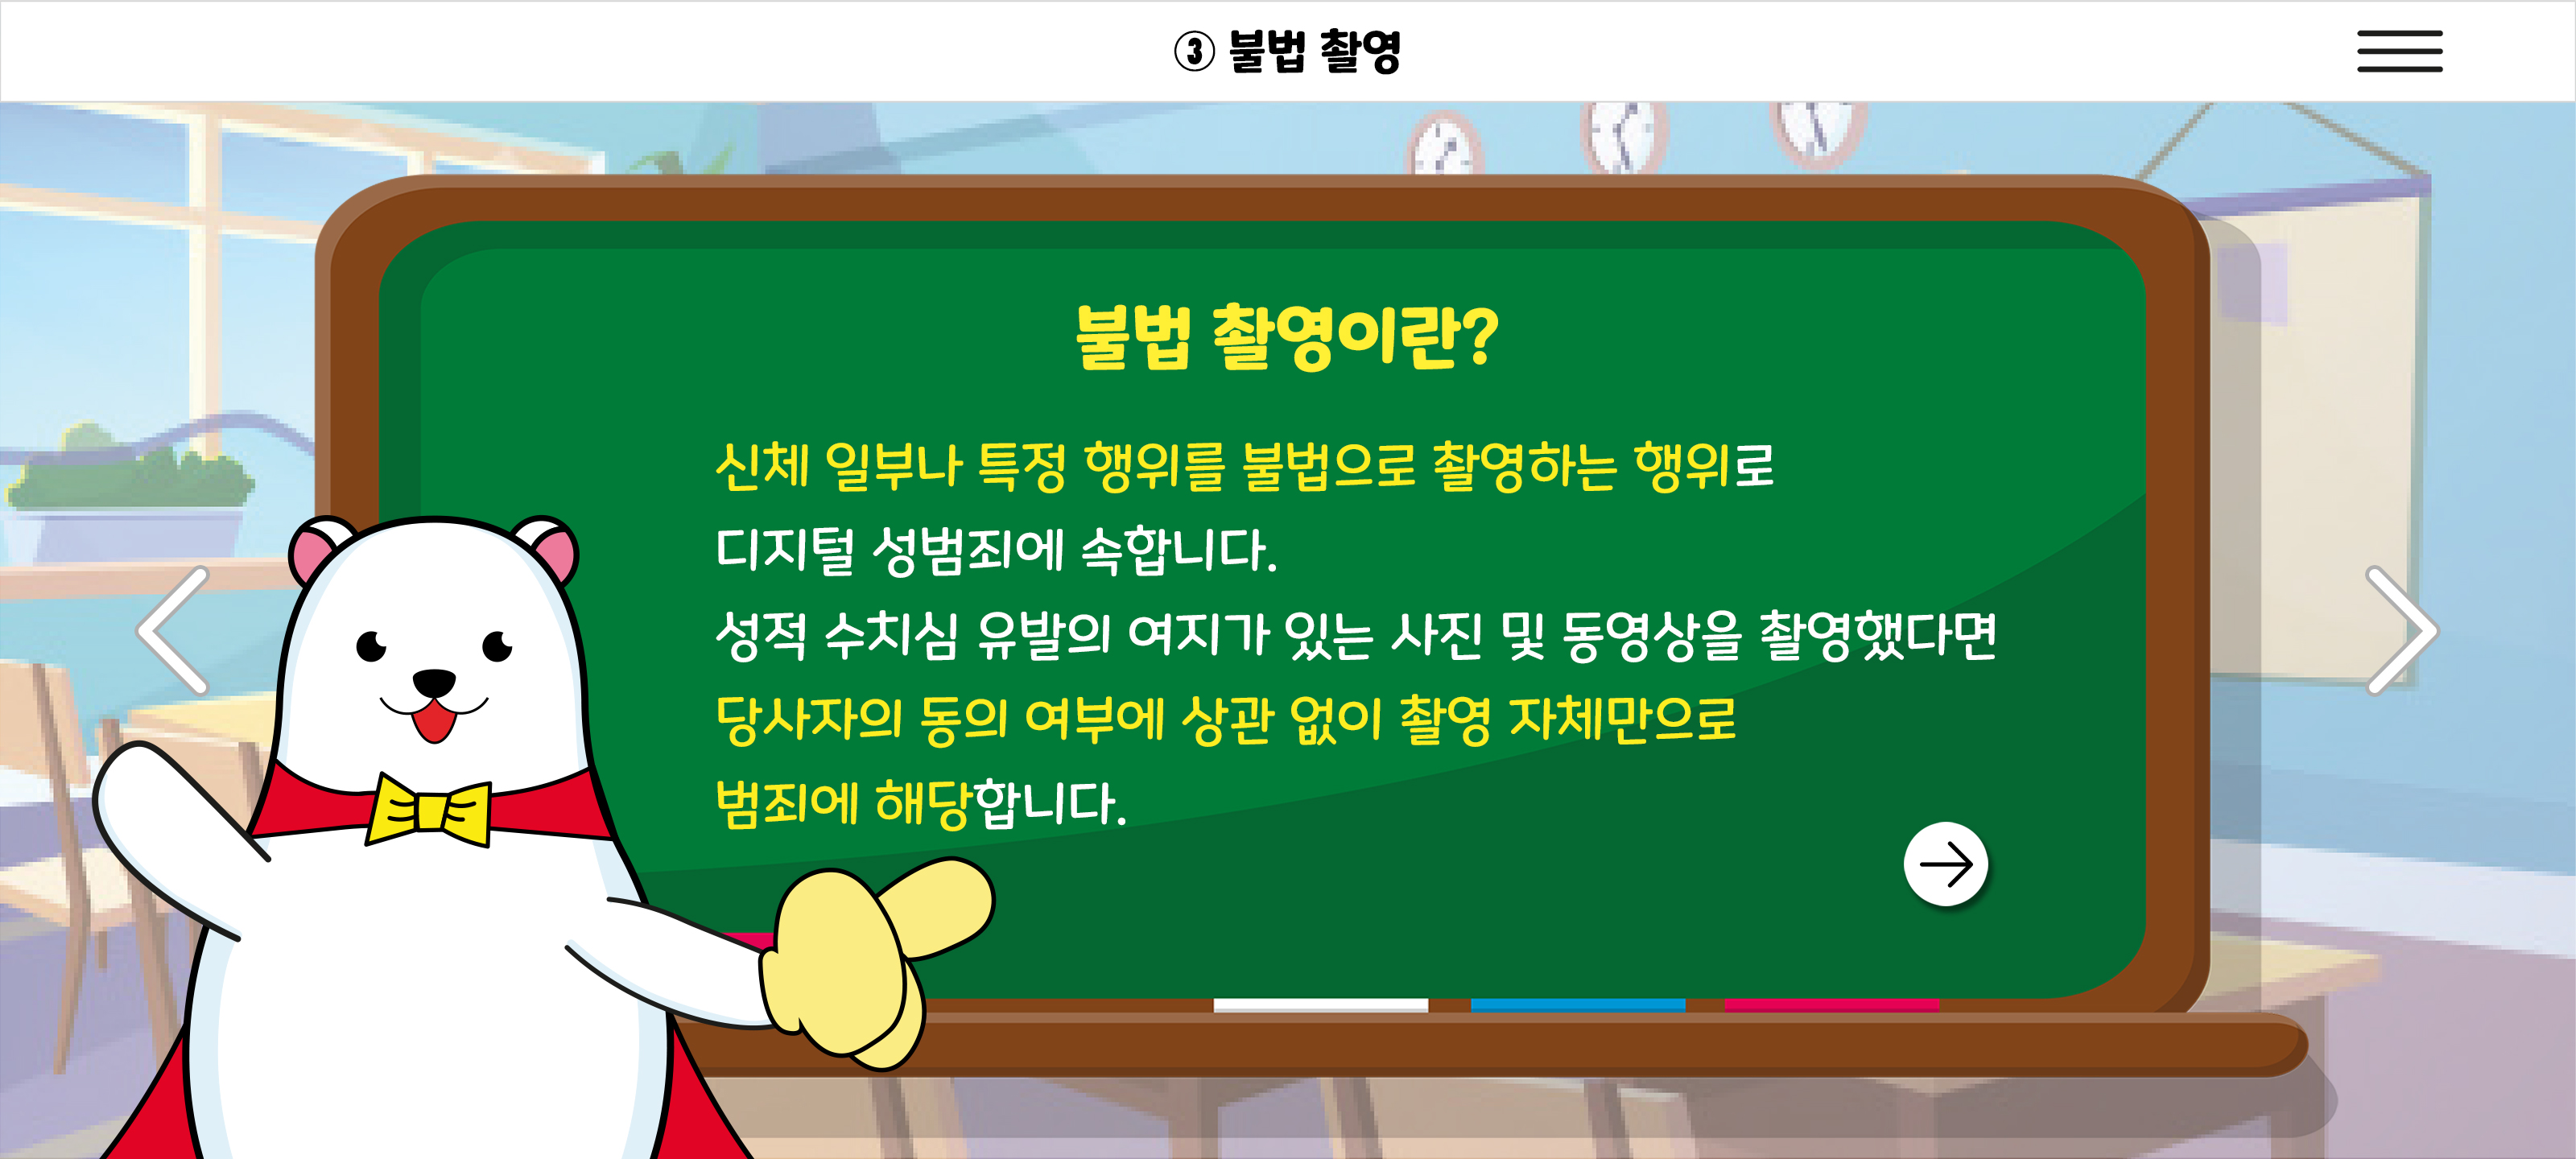 ③ 불법 촬영
불법 촬영이란?
신체 일부나 특정 행위를 불법으로 촬영하는 행위로
디지털 성범죄에 속합니다.
성적 수치심 유발의 여지가 있는 사진 및 동영상을 촬영했다면
당사자의 동의 여부에 상관 없이 촬영 자체만으로
범죄에 해당합니다.